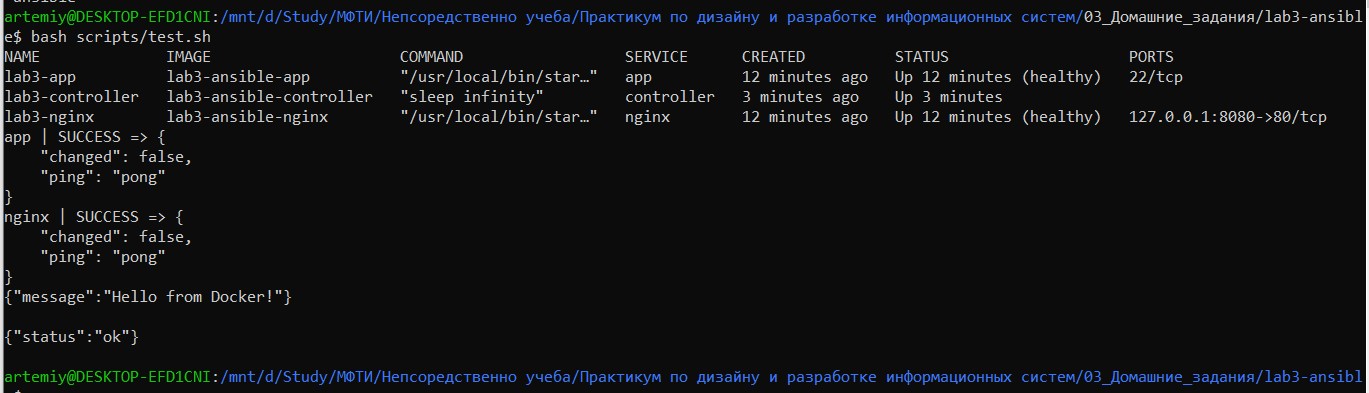 artemiy@DESKTOP-EFD1CNI:/mnt/d/Study/МФТИ/Непсоредственно учеба/Практикум по дизайну и разработке информационных систем/03_Домашние_задания/lab3-ansibl
e$ bash scripts/test.sh
NAME IMAGE COMMAND SERVICE CREATED STATUS PORTS
lab3-app lab3-ansible-app "/usr/local/bin/star…" app 12 minutes ago Up 12 minutes (healthy) 22/tcp
lab3-controller lab3-ansible-controller "sleep infinity" controller 3 minutes ago Up 3 minutes
lab3-nginx lab3-ansible-nginx "/usr/local/bin/star…" nginx 12 minutes ago Up 12 minutes (healthy) 127.0.0.1:8080->80/tcp
app | SUCCESS => {
    "changed": false,
    "ping": "pong"
}
nginx | SUCCESS => {
    "changed": false,
    "ping": "pong"
}
{"message":"Hello from Docker!"}
{"status":"ok"}
artemiy@DESKTOP-EFD1CNI:/mnt/d/Study/МФТИ/Непсоредственно учеба/Практикум по дизайну и разработке информационных систем/03_Домашние_задания/lab3-ansibl